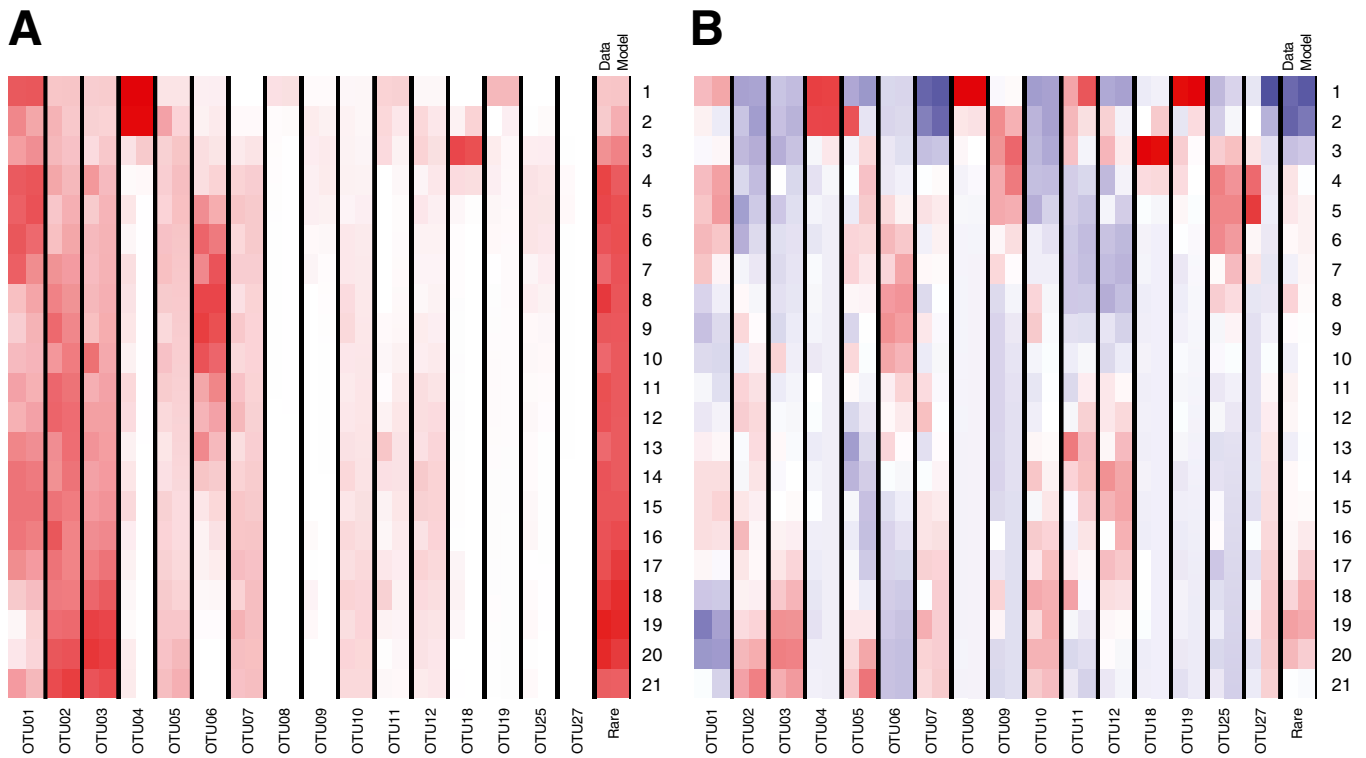 A
B
Data
Model
Data
Model
1
2
3
4
5
6
7
8
9
10
11
12
13
14
15
16
17
18
19
20
21
1
2
3
4
5
6
7
8
9
10
11
12
13
14
15
16
17
18
19
20
21
OTU01
OTU02
OTU03
OTU04
OTU05
OTU06
OTU07
OTU08
OTU09
OTU10
OTU11
OTU12
OTU18
OTU19
OTU25
OTU27
Rare
OTU01
OTU02
OTU03
OTU04
OTU05
OTU06
OTU07
OTU08
OTU09
OTU10
OTU11
OTU12
OTU18
OTU19
OTU25
OTU27
Rare